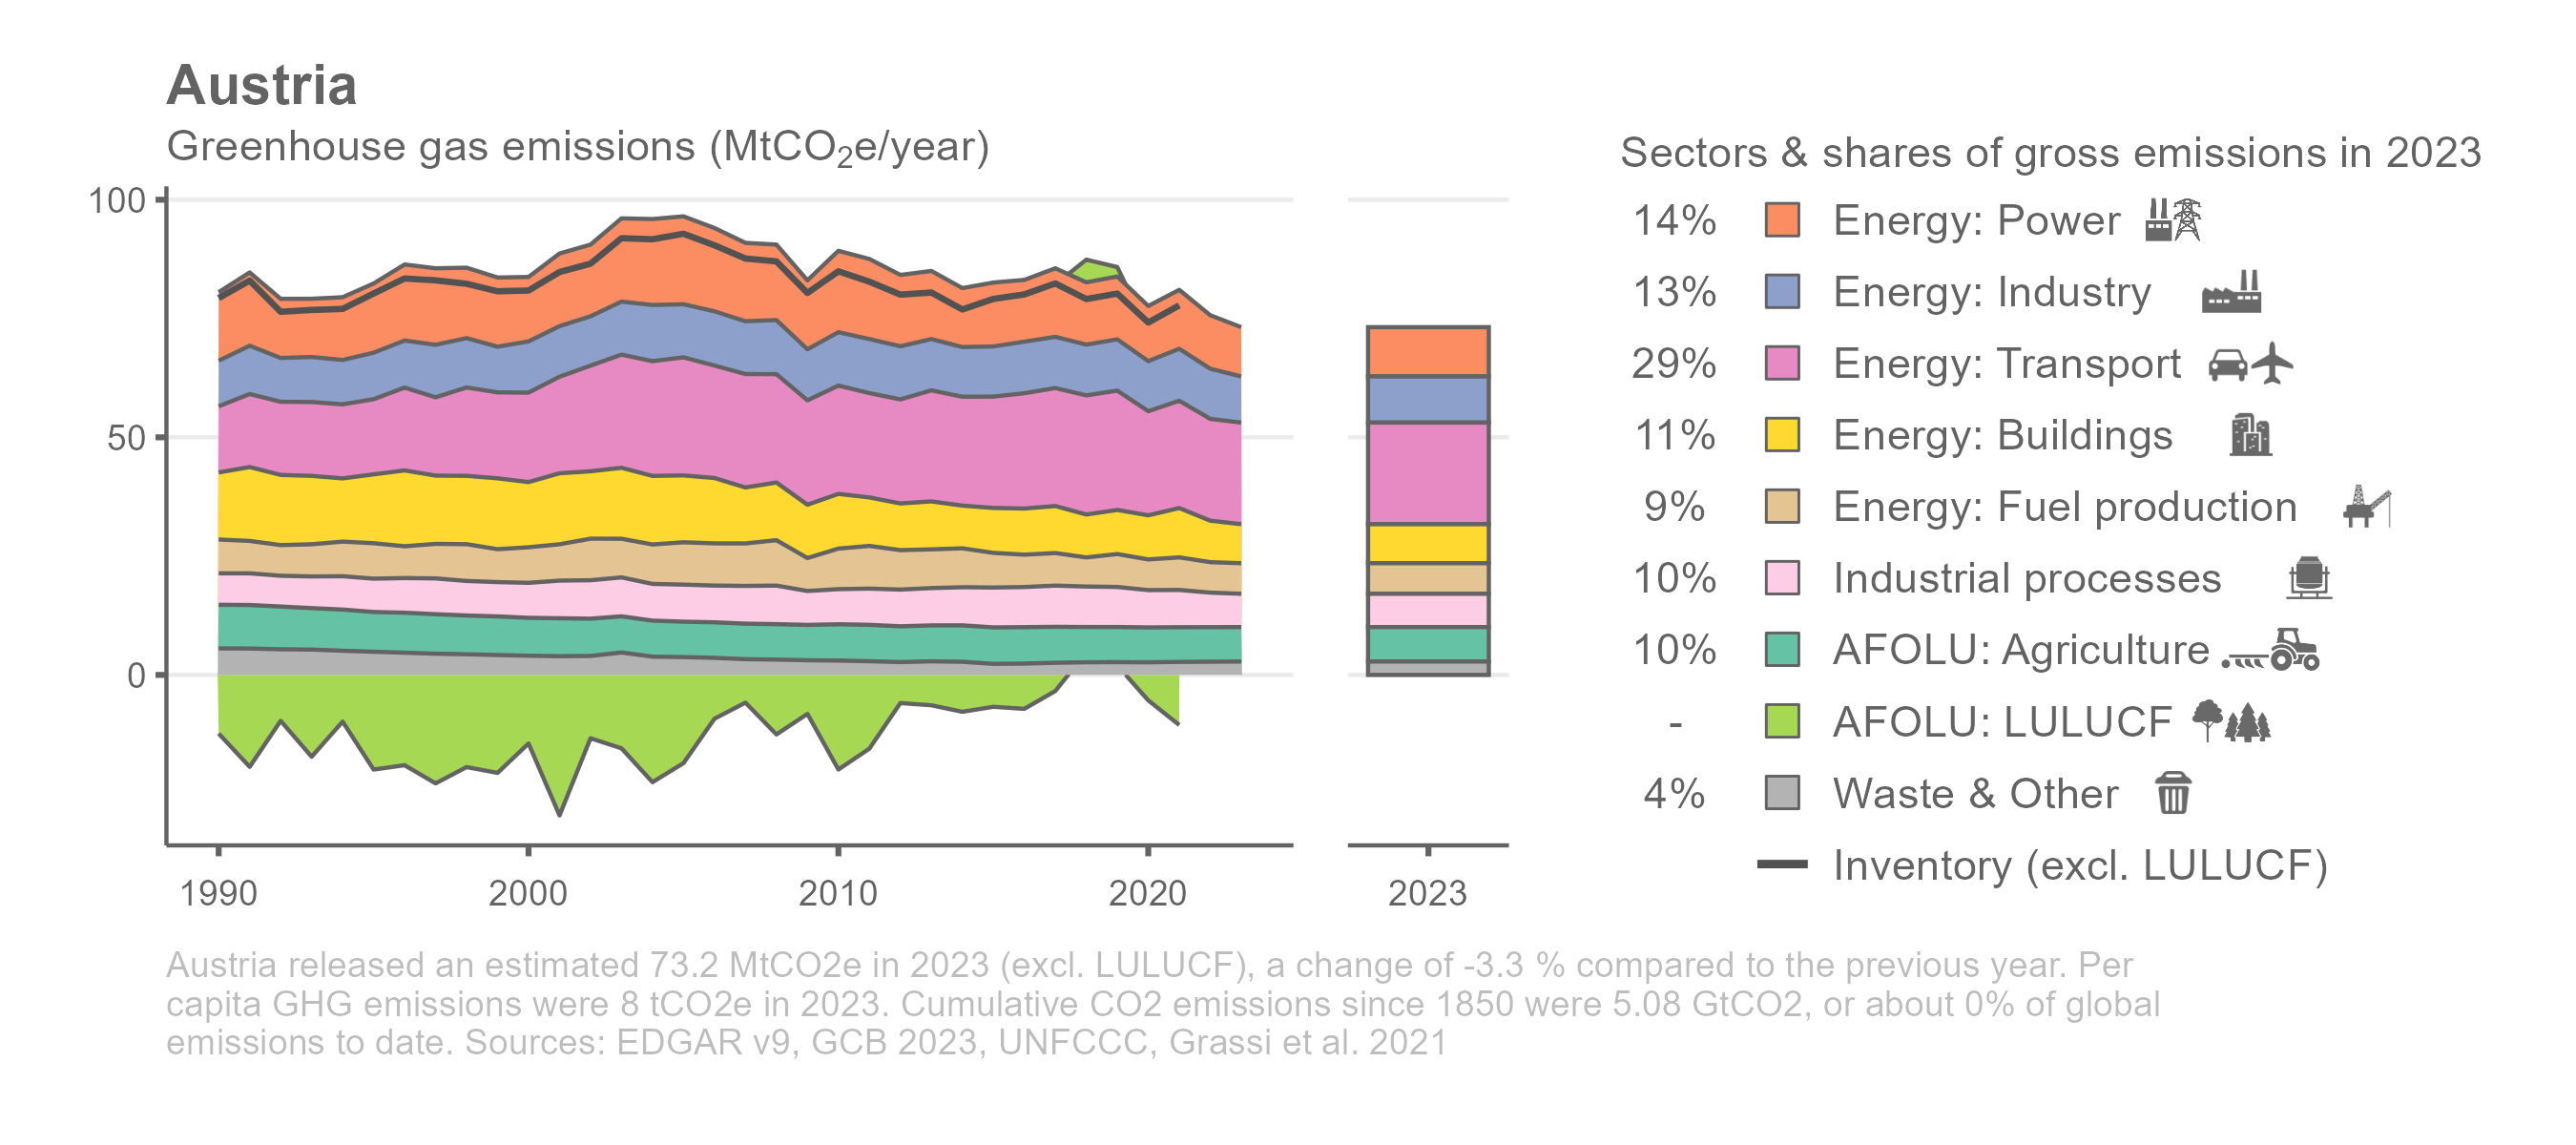 Austria
Greenhouse gas emissions (MtCO₂e/year)
100
50
0
1990
2000
2010
2020
2023
Sectors & shares of gross emissions in 2023
14% Energy: Power
13% Energy: Industry
29% Energy: Transport
11% Energy: Buildings
9% Energy: Fuel production
10% Industrial processes
10% AFOLU: Agriculture
- AFOLU: LULUCF
4% Waste & Other
Inventory (excl. LULUCF)
Austria released an estimated 73.2 MtCO2e in 2023 (excl. LULUCF), a change of -3.3 % compared to the previous year. Per
capita GHG emissions were 8 tCO2e in 2023. Cumulative CO2 emissions since 1850 were 5.08 GtCO2, or about 0% of global
emissions to date. Sources: EDGAR v9, GCB 2023, UNFCCC, Grassi et al. 2021